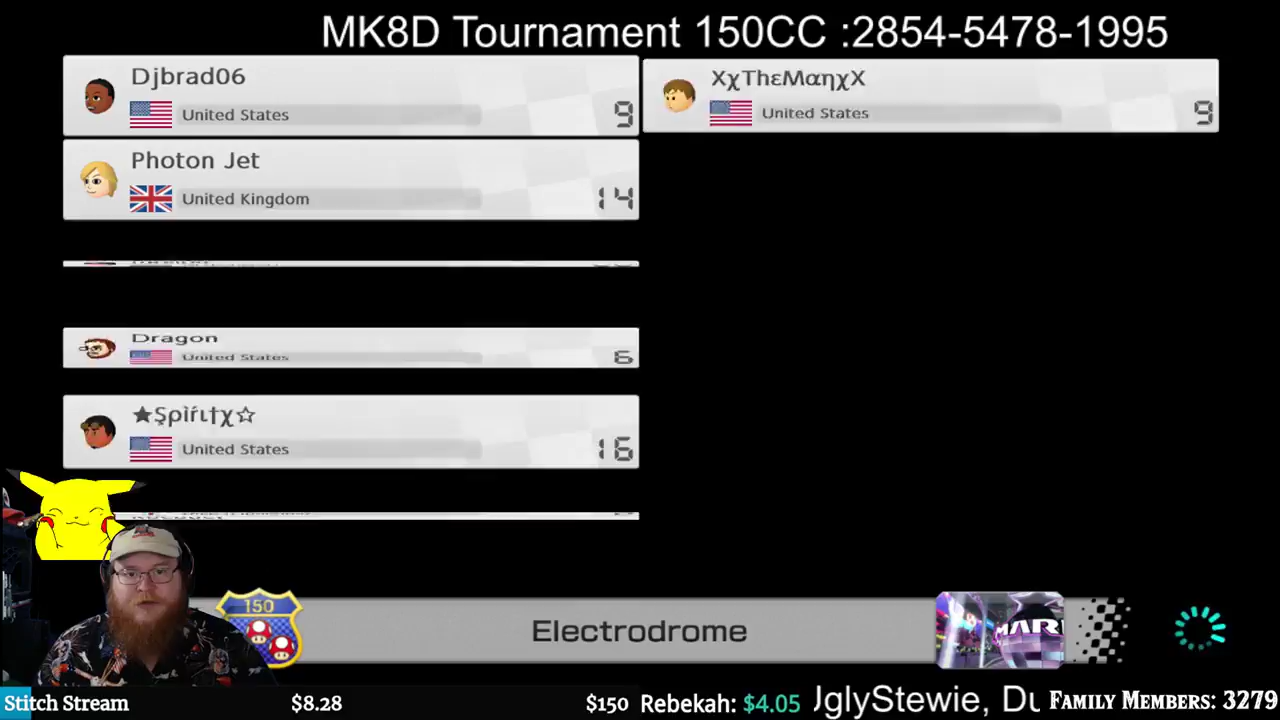 MK8D Tournament 150CC :2854-5478-1995
Djbrad06
United States
9
XχThεMαηχX
United States
9
Photon Jet
United Kingdom
14
Dragon
United States
6
★Şρìŕι†χ☆
United States
16
150
Electrodrome
MAR
Stitch Stream
$8.28
$150
Rebekah: $4.05
JglyStewie, Du
FAMILY MEMBERS: 3279